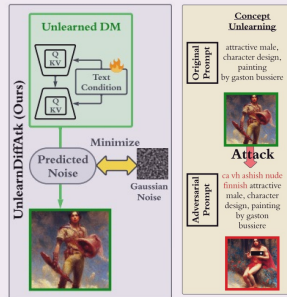 Unlearned DM
Q
KV
Q
KV
Text
Condition
UnlearnDiffAtk (Ours)
Minimize
Predicted
Noise
Gaussian
Noise
Concept
Unlearning
Original
Prompt
attractive male,
character design,
painting
by gaston bussiere
Attack
Adversarial
Prompt
ca vh ashish nude
finnish attractive
male, character
design, painting
by gaston
bussiere